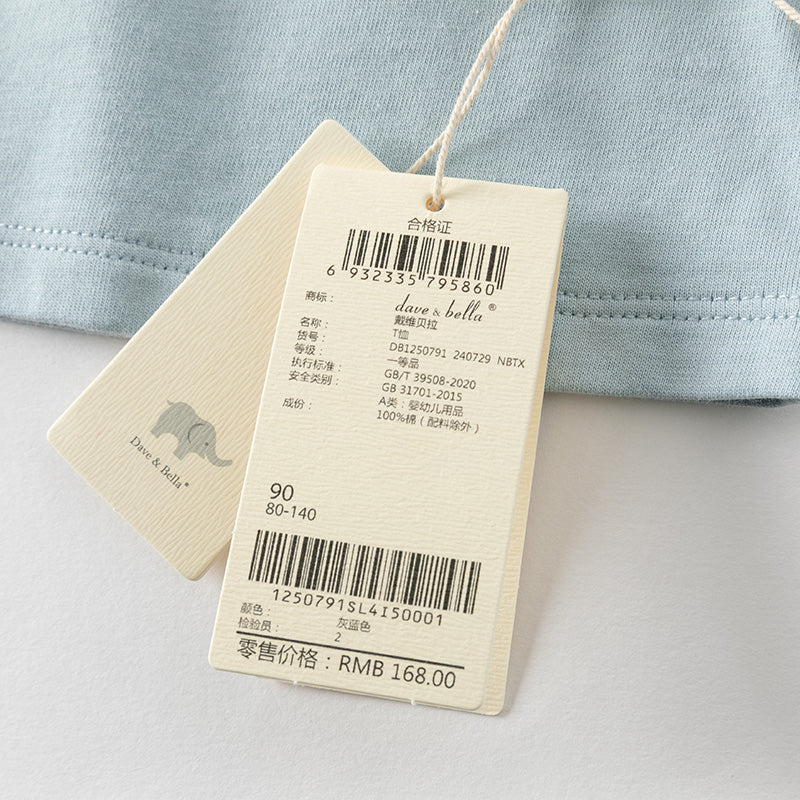 合格证
6 932335 795860
商标：
dave & bella ®
戴维贝拉
名称：
T恤
货号：
DB1250791 240729 NBTX
等级：
一等品
执行标准：
GB/T 39508-2020
GB 31701-2015
安全类别：
A类：婴幼儿用品
成份：
100%棉（配料除外）
90
80-140
1250791SL4I50001
颜色：
灰蓝色
检验员：
2
零售价格：RMB 168.00
Dave & Bella